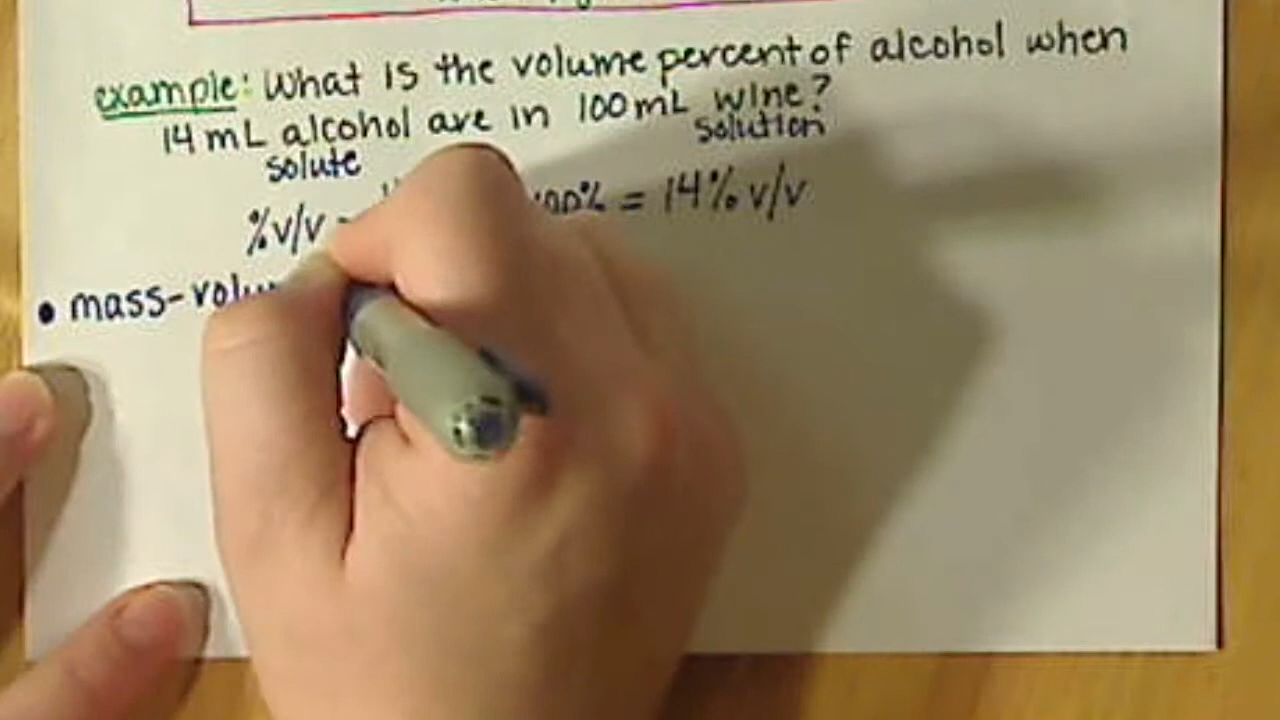 example: What is the volume percent of alcohol when
14 mL alcohol are in 100 mL wine?
solute solution
%v/v = 14% v/v
• mass-